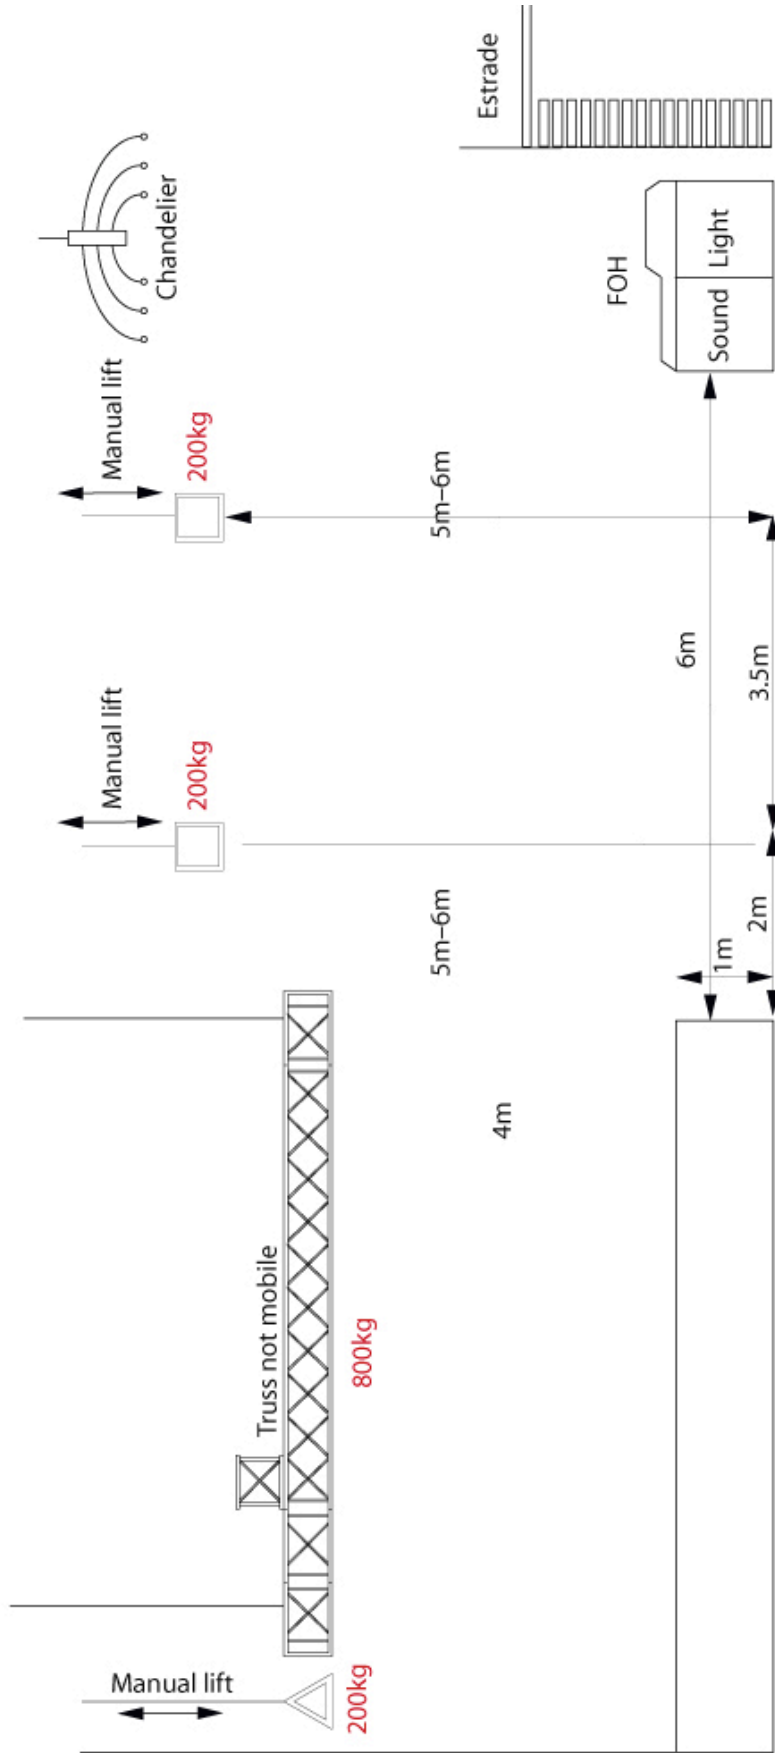 Estrade
Chandelier
FOH
Sound
Light
Manual lift
200kg
5m–6m
6m
3.5m
Manual lift
200kg
5m–6m
1m
2m
4m
Truss not mobile
800kg
Manual lift
200kg